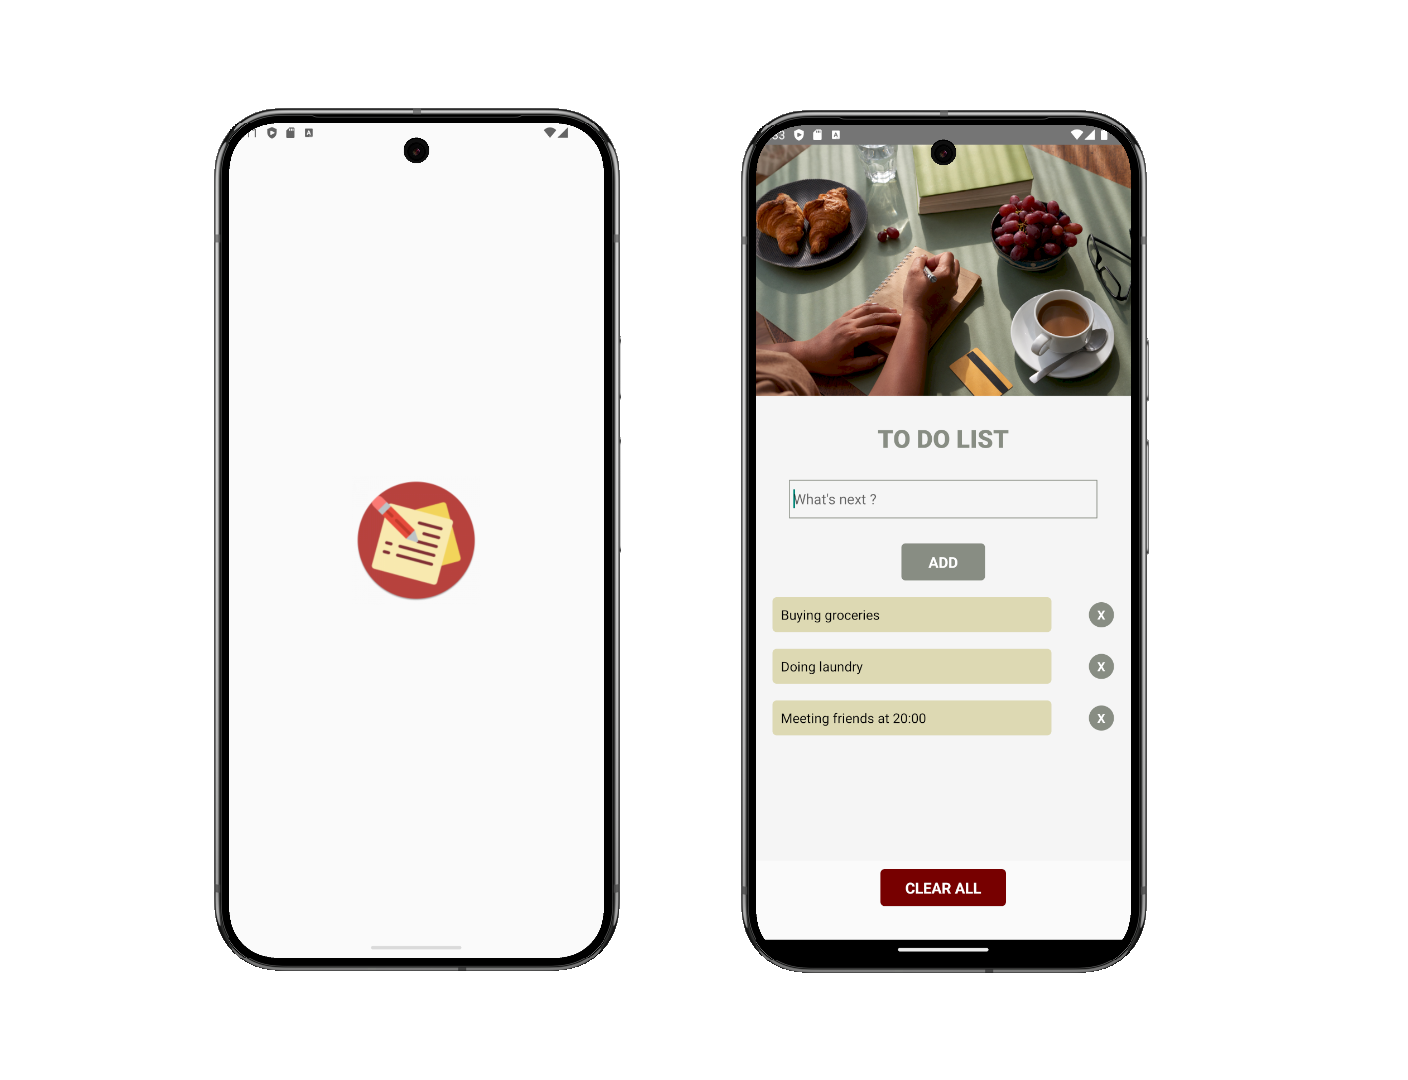 TO DO LIST
What's next ?
ADD
Buying groceries
X
Doing laundry
X
Meeting friends at 20:00
X
CLEAR ALL